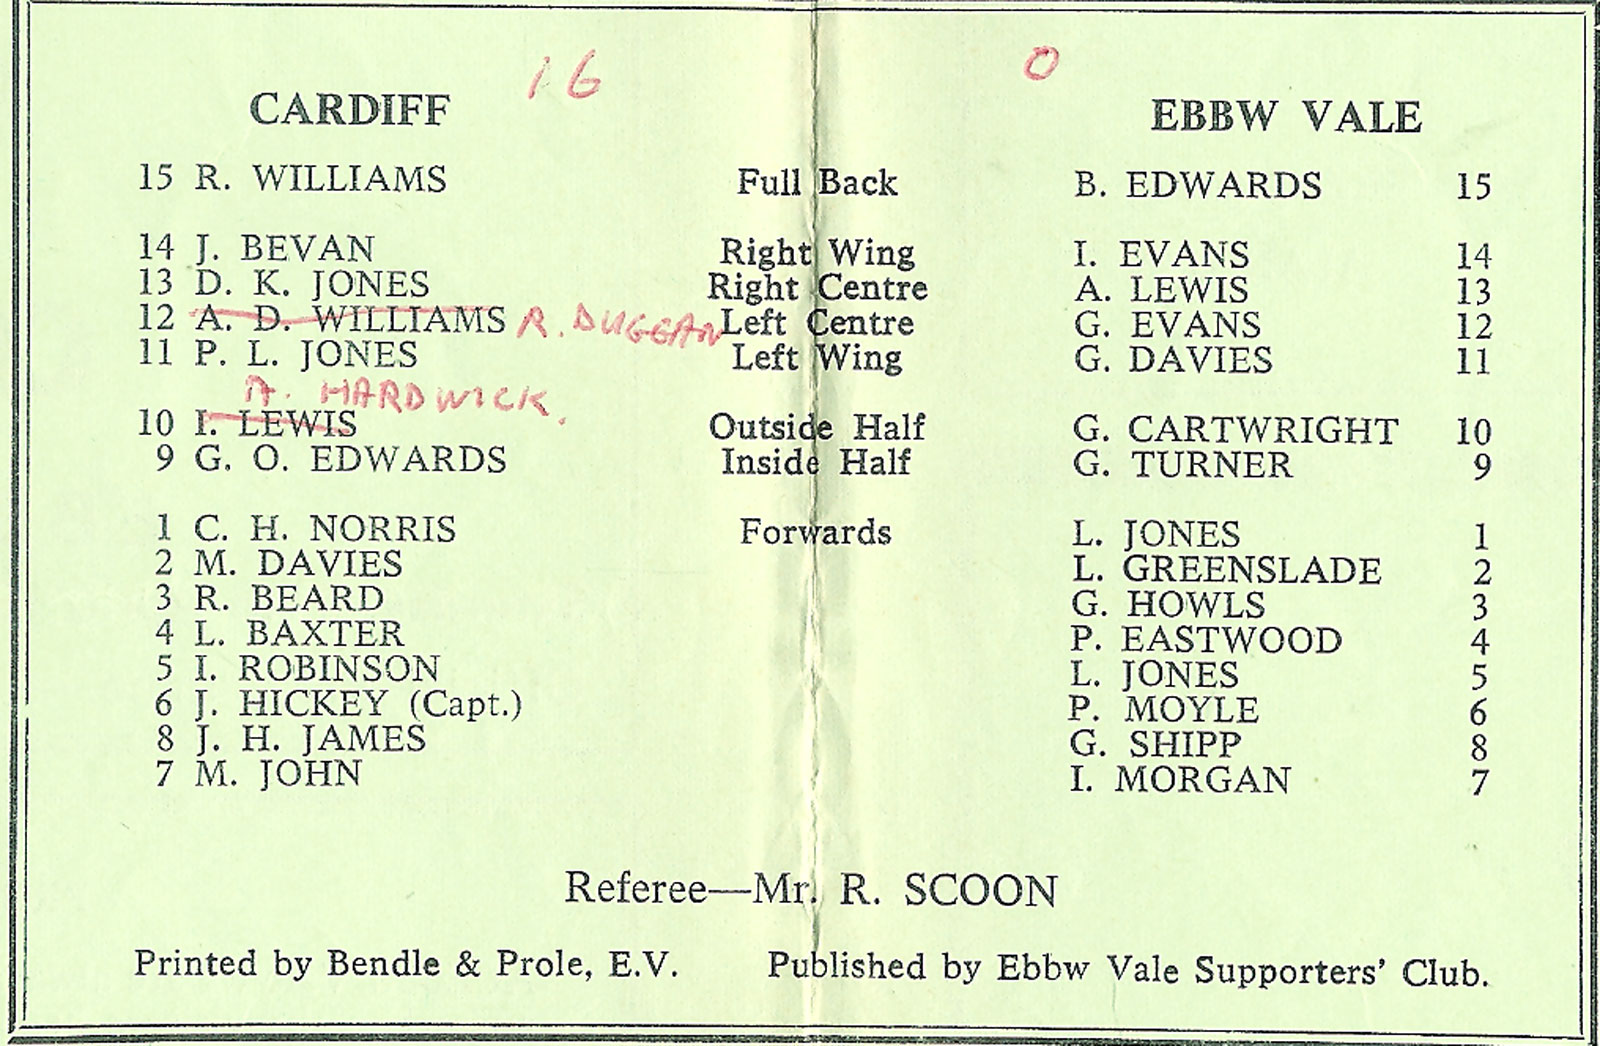 16 0
CARDIFF EBBW VALE
15 R. WILLIAMS Full Back B. EDWARDS 15
14 J. BEVAN Right Wing I. EVANS 14
13 D. K. JONES Right Centre A. LEWIS 13
12 A. D. WILLIAMS R. DUGGAN Left Centre G. EVANS 12
11 P. L. JONES Left Wing G. DAVIES 11
A. HARDWICK.
10 I. LEWIS Outside Half G. CARTWRIGHT 10
9 G. O. EDWARDS Inside Half G. TURNER 9
1 C. H. NORRIS Forwards L. JONES 1
2 M. DAVIES L. GREENSLADE 2
3 R. BEARD G. HOWLS 3
4 L. BAXTER P. EASTWOOD 4
5 I. ROBINSON L. JONES 5
6 J. HICKEY (Capt.) P. MOYLE 6
8 J. H. JAMES G. SHIPP 8
7 M. JOHN I. MORGAN 7
Referee—Mr. R. SCOON
Printed by Bendle & Prole, E.V. Published by Ebbw Vale Supporters' Club.